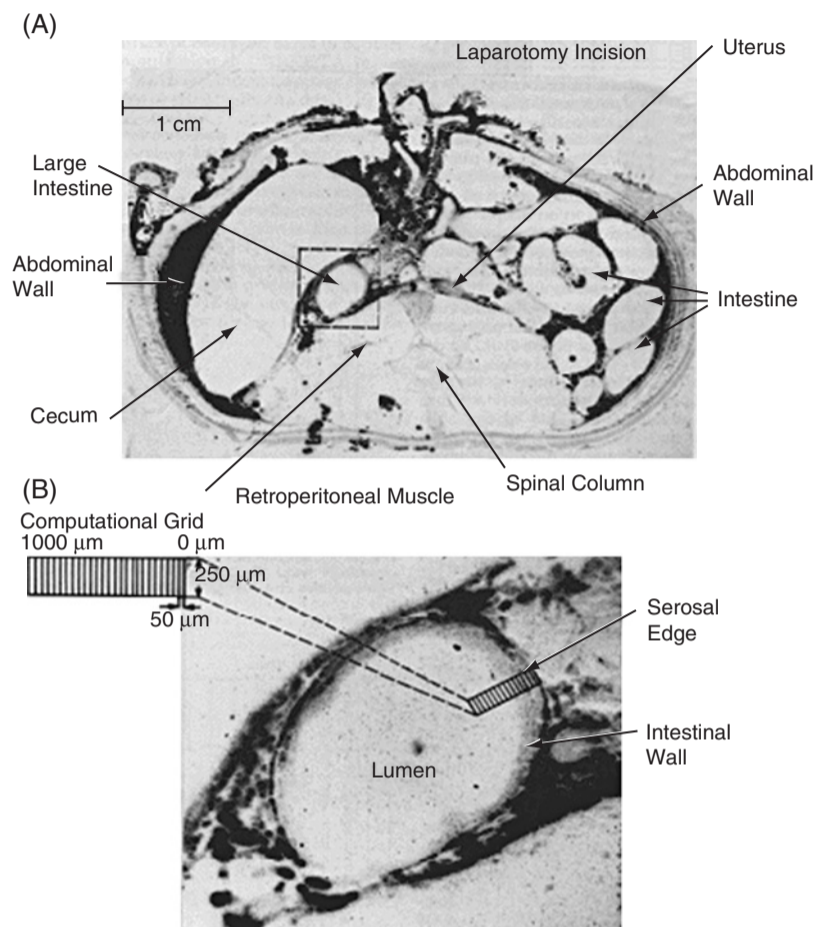 (A)
Laparotomy Incision
Uterus
1 cm
Large
Intestine
Abdominal
Wall
Abdominal
Wall
Intestine
Cecum
Retroperitoneal Muscle
Spinal Column
(B)
Computational Grid
1000 µm 0 µm
250 µm
50 µm
Serosal
Edge
Intestinal
Wall
Lumen